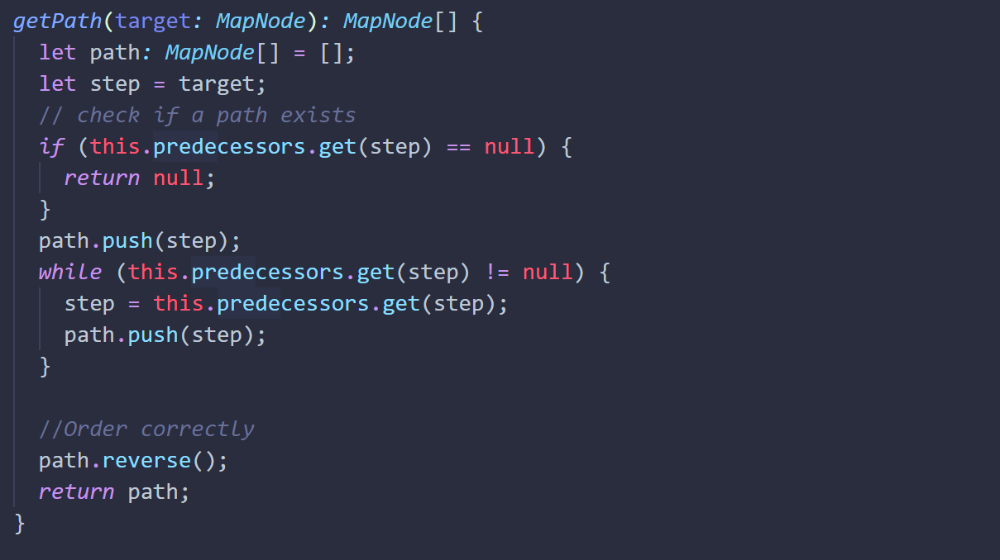 getPath(target: MapNode): MapNode[] {
  let path: MapNode[] = [];
  let step = target;
  // check if a path exists
  if (this.predecessors.get(step) == null) {
    return null;
  }
  path.push(step);
  while (this.predecessors.get(step) != null) {
    step = this.predecessors.get(step);
    path.push(step);
  }

  //Order correctly
  path.reverse();
  return path;
}